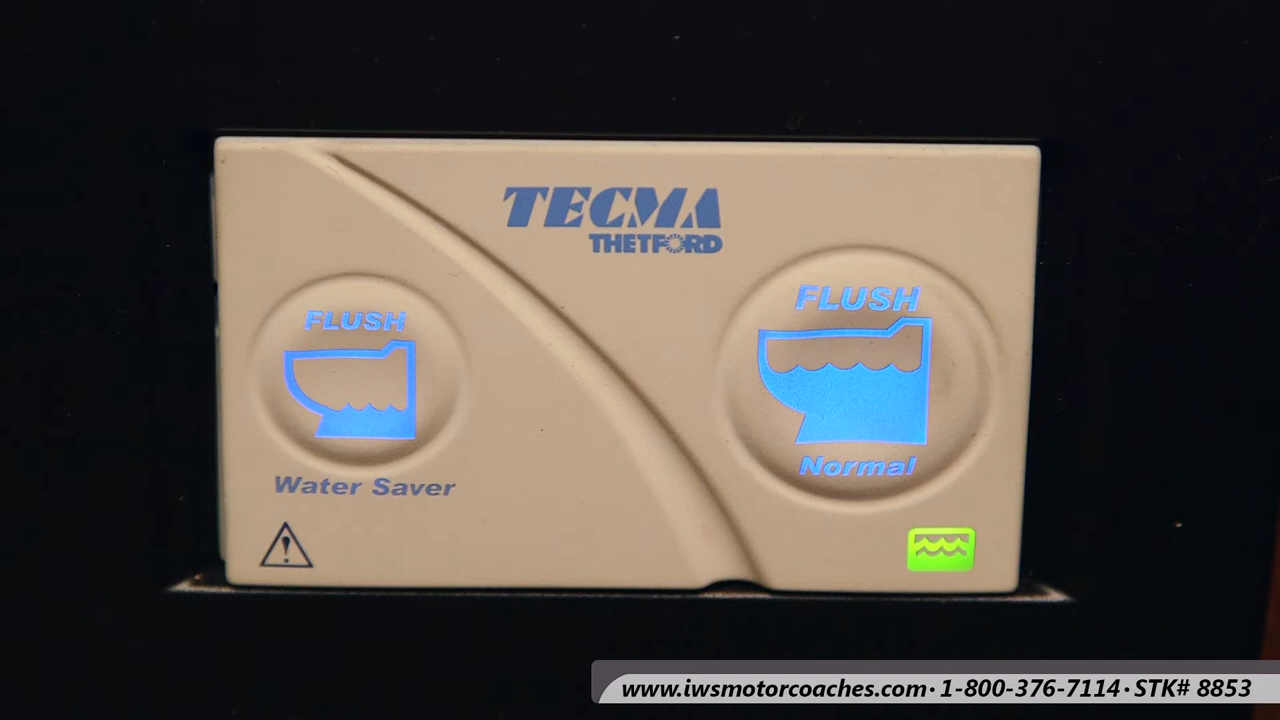 TECMA
THETFORD
FLUSH
Water Saver
FLUSH
Normal
www.iwsmotorcoaches.com· 1-800-376-7114· STK# 8853